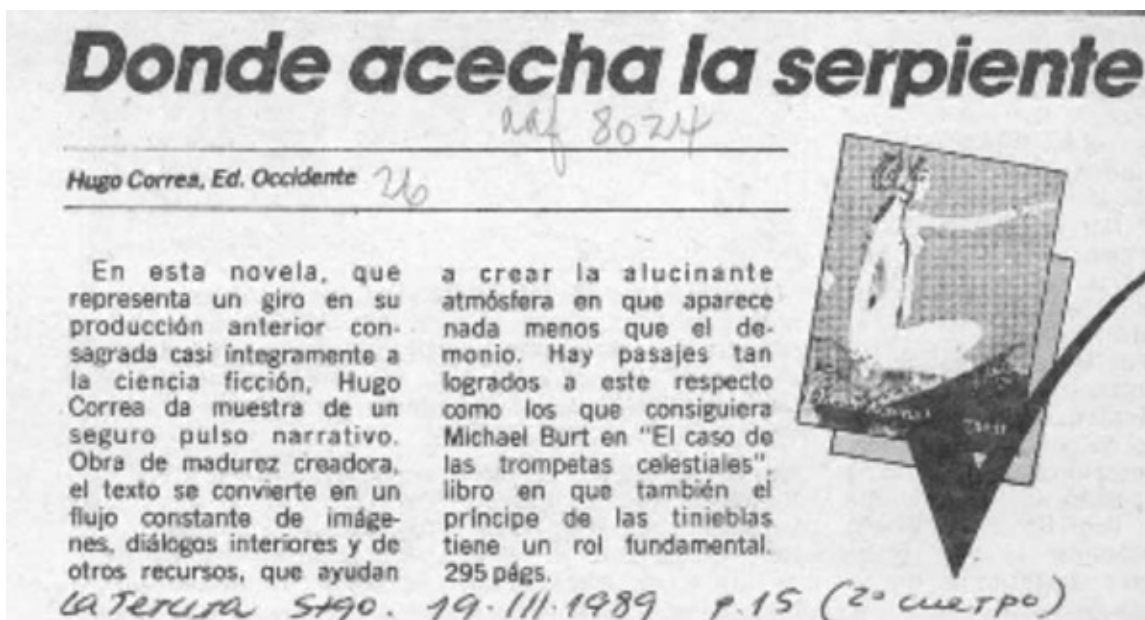 Donde acecha la serpiente
8024
Hugo Correa, Ed. Occidente 26
En esta novela, que
representa un giro en su
producción anterior con-
sagrada casi íntegramente a
la ciencia ficción, Hugo
Correa da muestra de un
seguro pulso narrativo.
Obra de madurez creadora,
el texto se convierte en un
flujo constante de imáge-
nes, diálogos interiores y de
otros recursos, que ayudan
a crear la alucinante
atmósfera en que aparece
nada menos que el de-
monio. Hay pasajes tan
logrados a este respecto
como los que consiguiera
Michael Burt en "El caso de
las trompetas celestiales",
libro en que también el
príncipe de las tinieblas
tiene un rol fundamental.
295 págs.
La Tercera Stgo. 19.III.1989 p.15 (2º cuerpo)